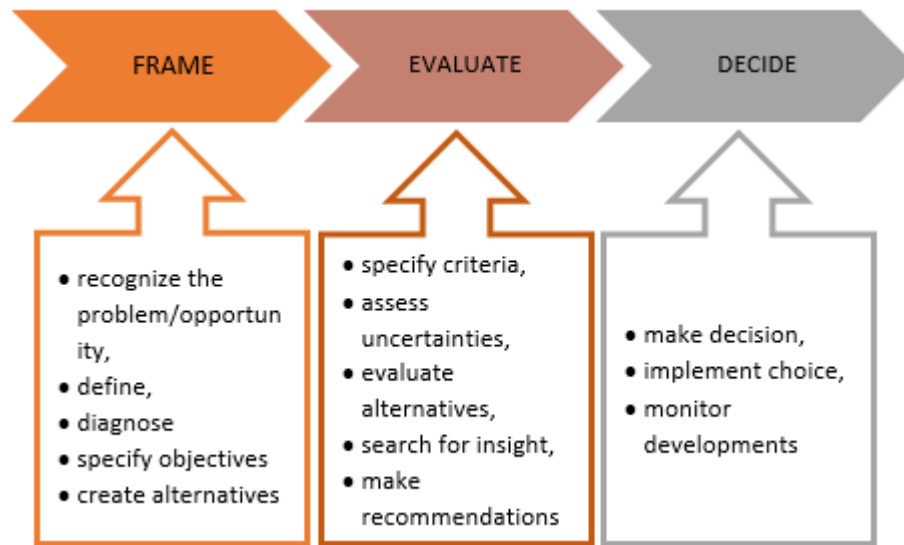 FRAME
EVALUATE
DECIDE
• recognize the
problem/opportun
ity,
• define,
• diagnose
• specify objectives
• create alternatives
• specify criteria,
• assess
uncertainties,
• evaluate
alternatives,
• search for insight,
• make
recommendations
• make decision,
• implement choice,
• monitor
developments